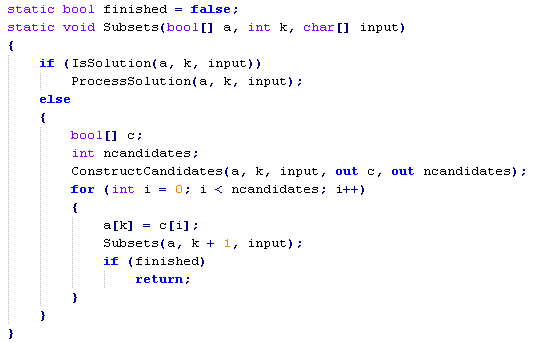 static bool finished = false;
static void Subsets(bool[] a, int k, char[] input)
{
    if (IsSolution(a, k, input))
        ProcessSolution(a, k, input);
    else
    {
        bool[] c;
        int ncandidates;
        ConstructCandidates(a, k, input, out c, out ncandidates);
        for (int i = 0; i < ncandidates; i++)
        {
            a[k] = c[i];
            Subsets(a, k + 1, input);
            if (finished)
                return;
        }
    }
}